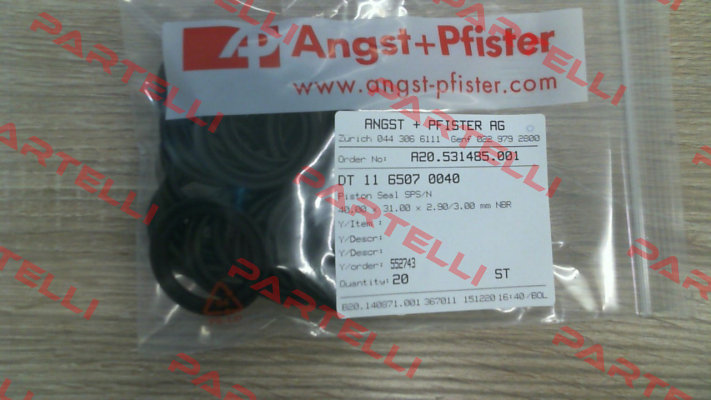 AP Angst+Pfister
www.angst-pfister.com
ANGST + PFISTER AG
Zürich 044 306 6111 Genf 022 979 2800
Order No: A20.531485.001
DT 11 6507 0040
Piston Seal SPS/N
40.00 x 31.00 x 2.90/3.00 mm NBR
Y/Item :
Y/Descr:
Y/Descr:
Y/order: 552743
Quantity: 20 ST
820.140871.001 367011 151220 16:40 /BOL
PARTELLI
PARTELLI
PARTELLI
PARTELLI
PARTELLI
PARTELLI